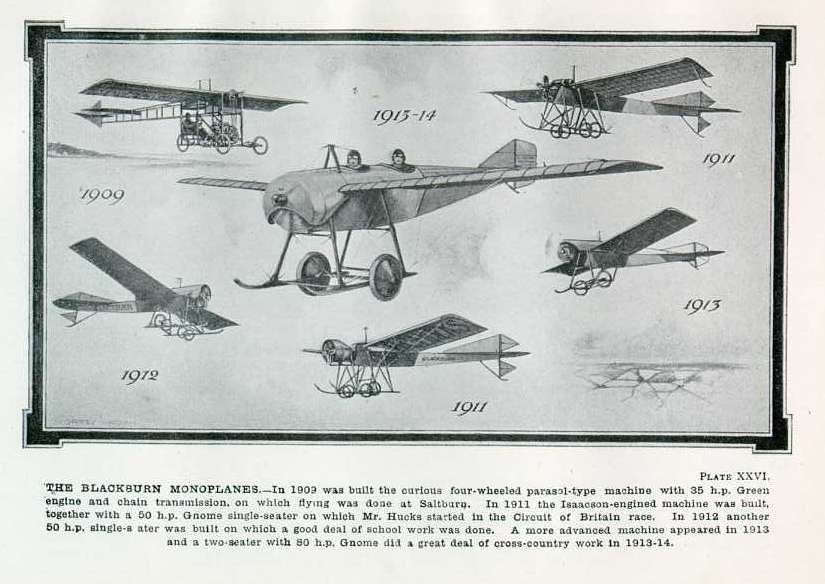 1913-14
1911
1909
1913
1912
1911
PLATE XXVI.
THE BLACKBURN MONOPLANES.—In 1909 was built the curious four-wheeled parasol-type machine with 35 h.p. Green
engine and chain transmission, on which flying was done at Saltburn. In 1911 the Isaacson-engined machine was built,
together with a 50 h.p. Gnome single-seater on which Mr. Hucks started in the Circuit of Britain race. In 1912 another
50 h.p. single-s ater was built on which a good deal of school work was done. A more advanced machine appeared in 1913
and a two-seater with 80 h.p. Gnome did a great deal of cross-country work in 1913-14.